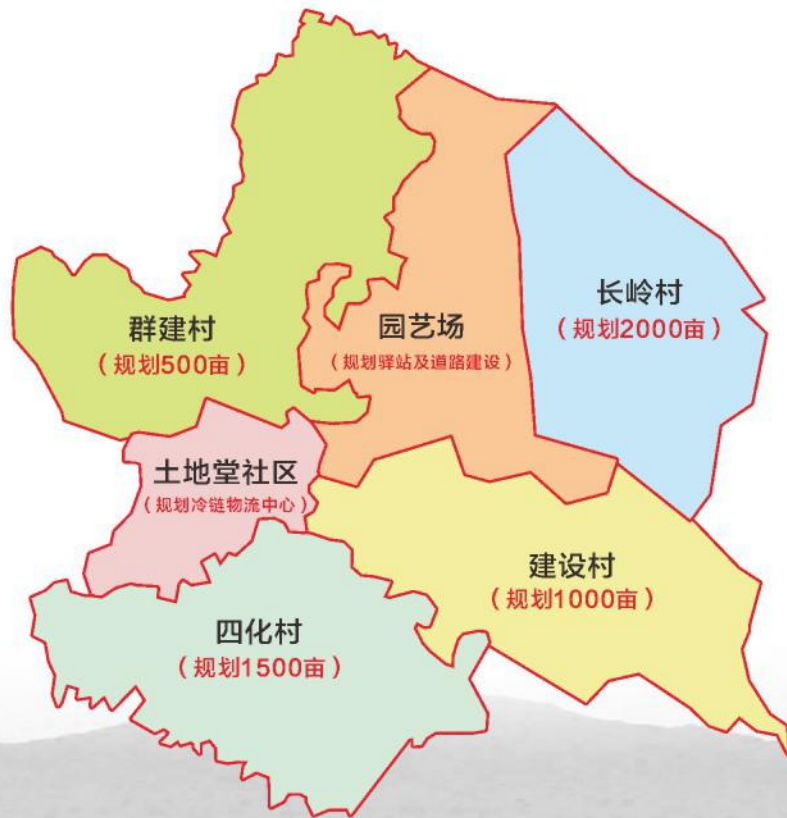 长岭村
（规划2000亩）
群建村
（规划500亩）
园艺场
（规划驿站及道路建设）
土地堂社区
（规划冷链物流中心）
建设村
（规划1000亩）
四化村
（规划1500亩）